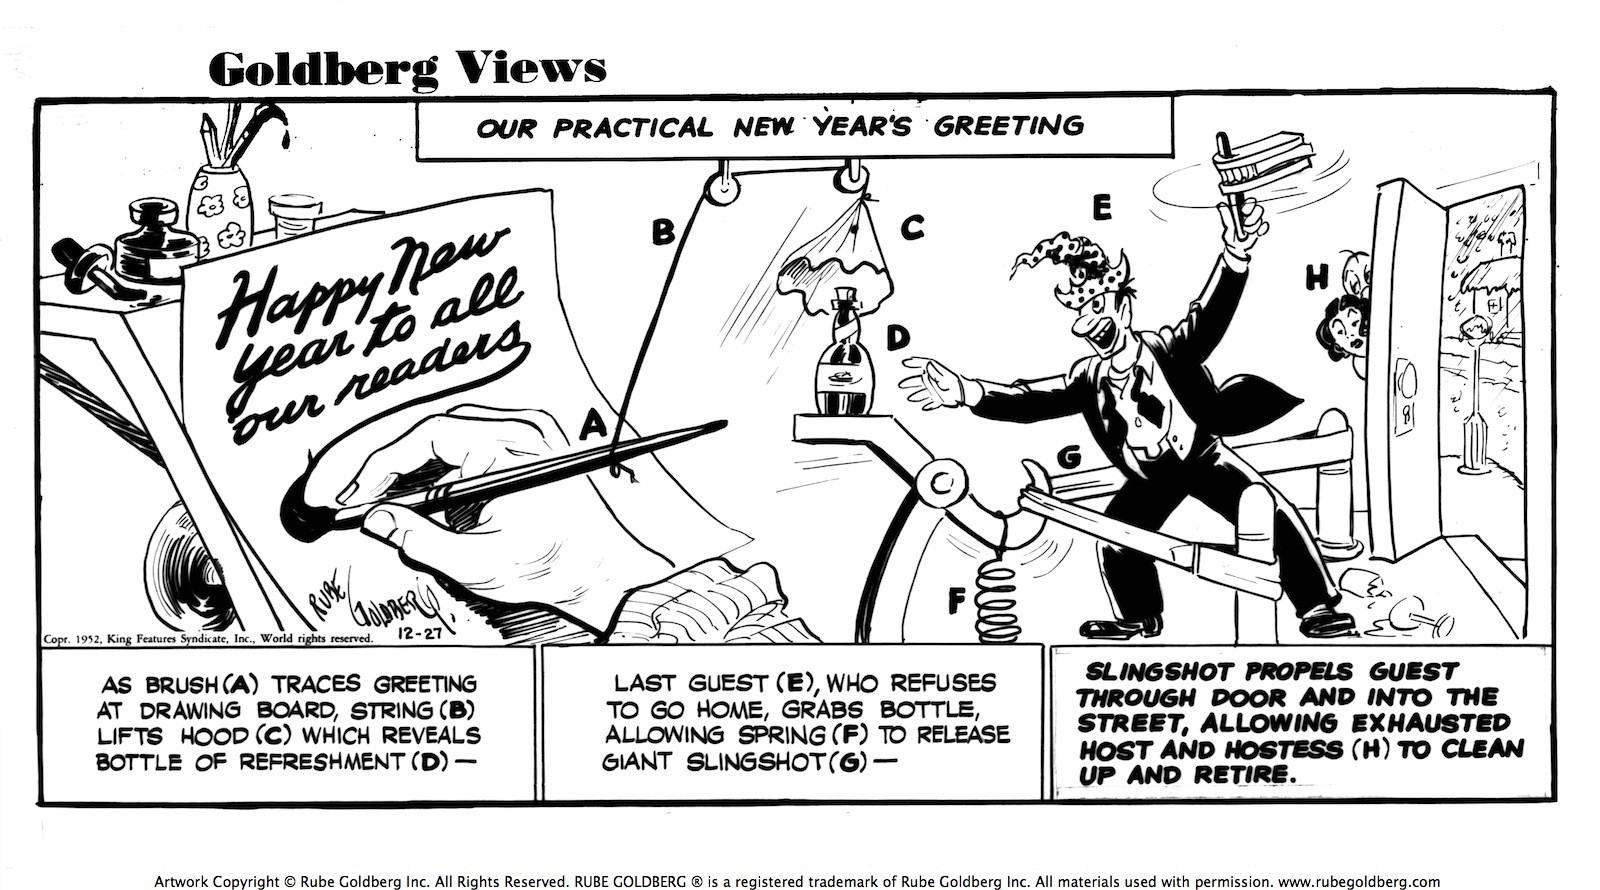 Goldberg Views
OUR PRACTICAL NEW YEAR'S GREETING
Happy New
year to all
our readers
A
B
C
D
E
F
G
H
RUBE
GOLDBERG
12-27
Copr. 1952, King Features Syndicate, Inc., World rights reserved.
AS BRUSH (A) TRACES GREETING
AT DRAWING BOARD, STRING (B)
LIFTS HOOD (C) WHICH REVEALS
BOTTLE OF REFRESHMENT (D) —
LAST GUEST (E), WHO REFUSES
TO GO HOME, GRABS BOTTLE,
ALLOWING SPRING (F) TO RELEASE
GIANT SLINGSHOT (G) —
SLINGSHOT PROPELS GUEST
THROUGH DOOR AND INTO THE
STREET, ALLOWING EXHAUSTED
HOST AND HOSTESS (H) TO CLEAN
UP AND RETIRE.
Artwork Copyright © Rube Goldberg Inc. All Rights Reserved. RUBE GOLDBERG ® is a registered trademark of Rube Goldberg Inc. All materials used with permission. www.rubegoldberg.com